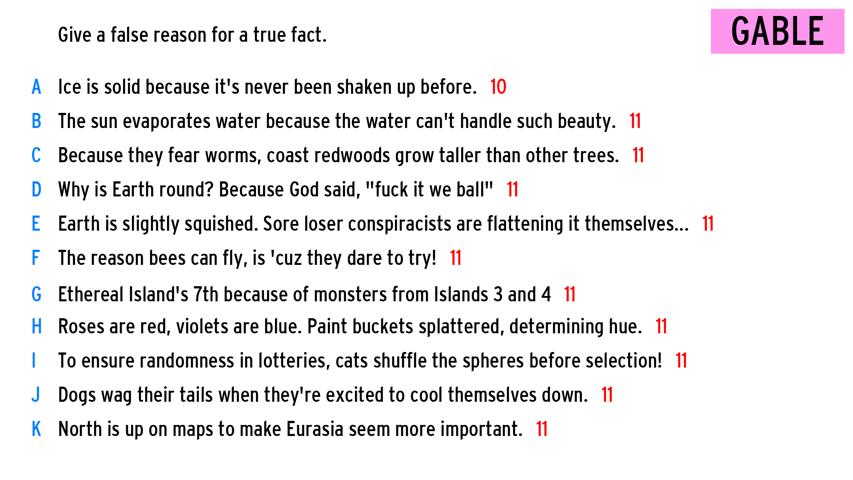 Give a false reason for a true fact.
GABLE
A Ice is solid because it's never been shaken up before. 10
B The sun evaporates water because the water can't handle such beauty. 11
C Because they fear worms, coast redwoods grow taller than other trees. 11
D Why is Earth round? Because God said, "fuck it we ball" 11
E Earth is slightly squished. Sore loser conspiracists are flattening it themselves... 11
F The reason bees can fly, is 'cuz they dare to try! 11
G Ethereal Island's 7th because of monsters from Islands 3 and 4 11
H Roses are red, violets are blue. Paint buckets splattered, determining hue. 11
I To ensure randomness in lotteries, cats shuffle the spheres before selection! 11
J Dogs wag their tails when they're excited to cool themselves down. 11
K North is up on maps to make Eurasia seem more important. 11